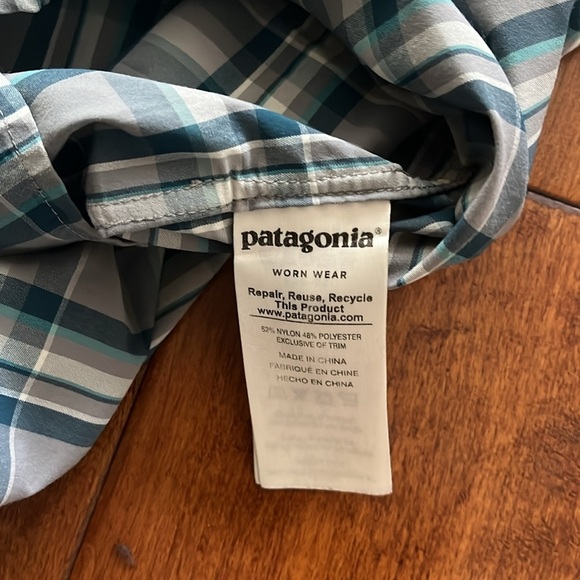 patagonia®
WORN WEAR
Repair, Reuse, Recycle
This Product
www.patagonia.com
52% NYLON 48% POLYESTER
EXCLUSIVE OF TRIM
MADE IN CHINA
FABRIQUÉ EN CHINE
HECHO EN CHINA